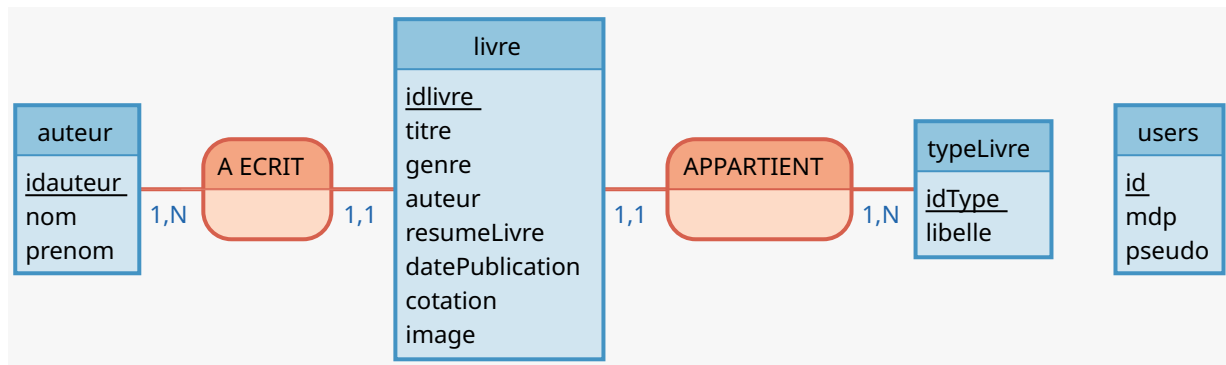 auteur
idauteur
nom
prenom
1,N
A ECRIT
1,1
livre
idlivre
titre
genre
auteur
resumeLivre
datePublication
cotation
image
1,1
APPARTIENT
1,N
typeLivre
idType
libelle
users
id
mdp
pseudo